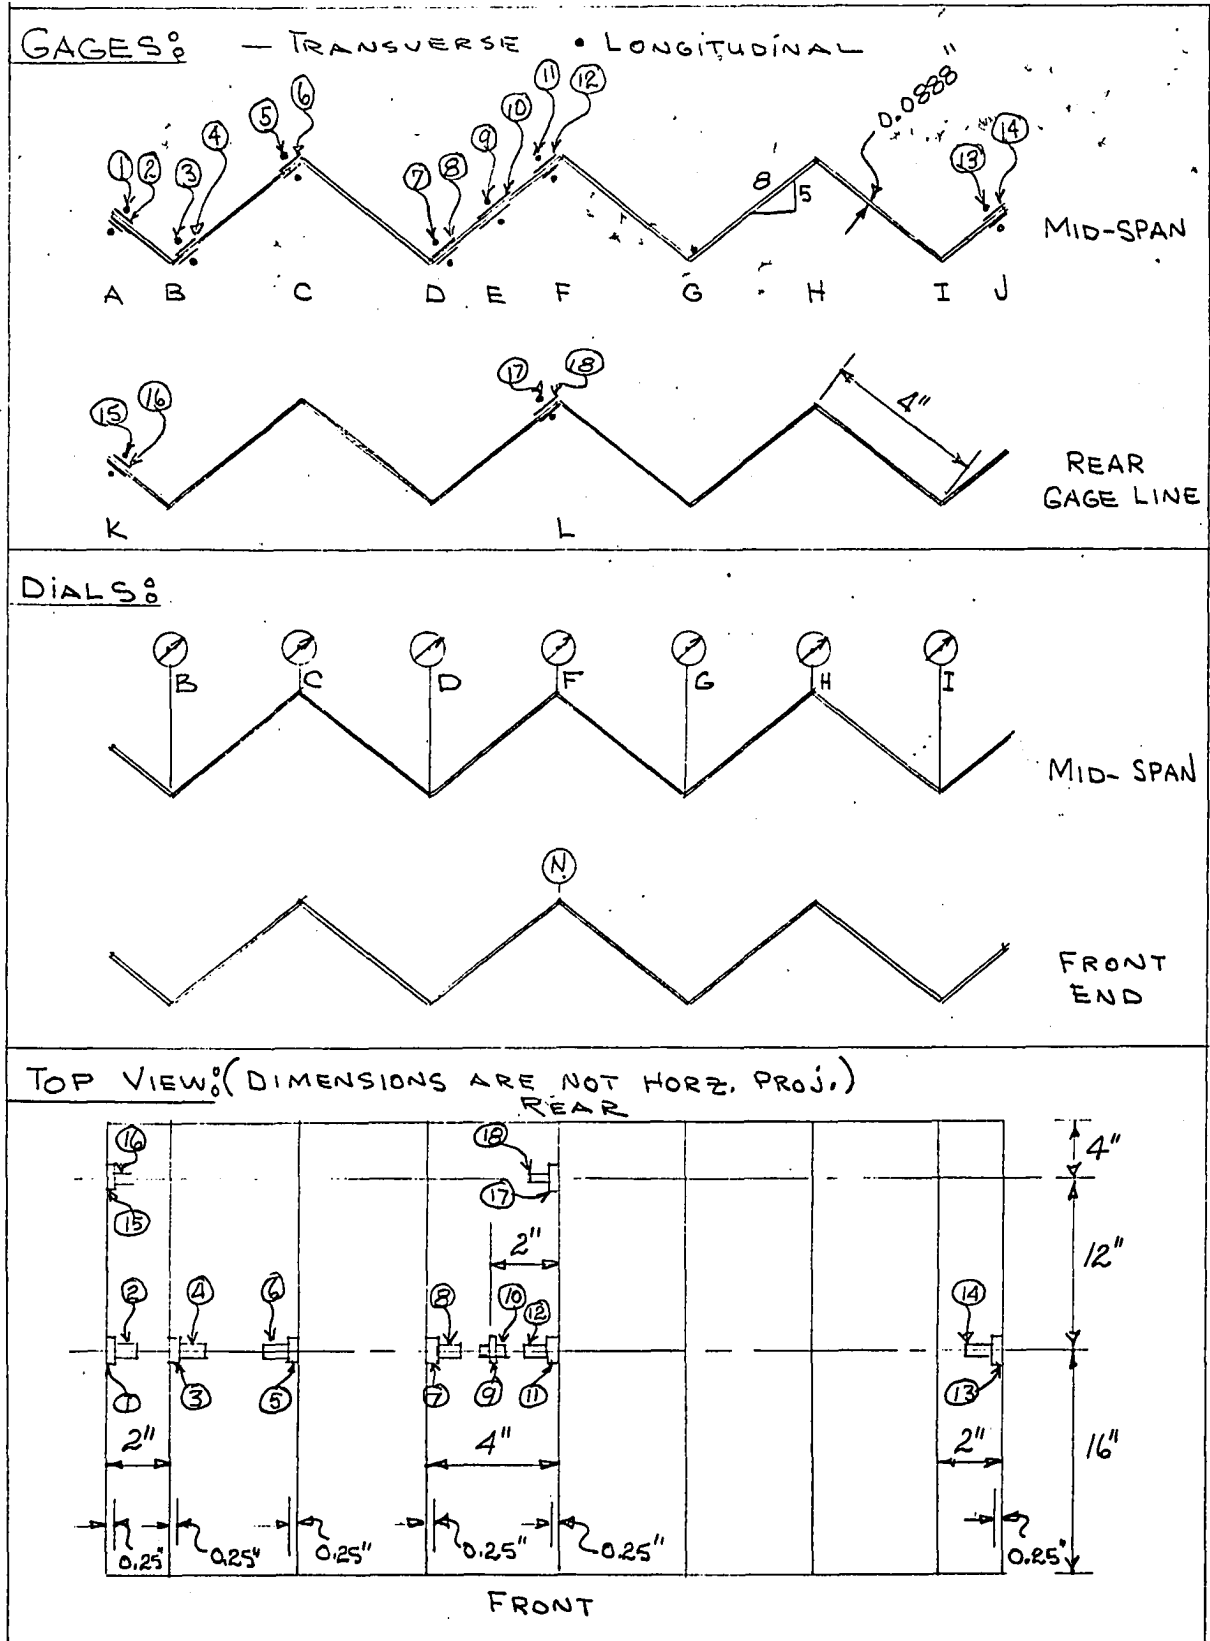 GAGES: — TRANSVERSE • LONGITUDINAL
1 2 3 4 5 6 7 8 9 10 11 12 0.0888" 13 14
8 5
MID-SPAN
A B C D E F G H I J
15 16 17 18 4"
REAR
GAGE LINE
K L
DIALS:
B C D F G H I
MID-SPAN
N
FRONT
END
TOP VIEW: (DIMENSIONS ARE NOT HORZ. PROJ.)
REAR
16 18 4"
15 17
2" 12"
2 4 6 8 10 12 14
1 3 5 7 9 11 13
2" 4" 2" 16"
0.25" 0.25" 0.25" 0.25" 0.25" 0.25"
FRONT